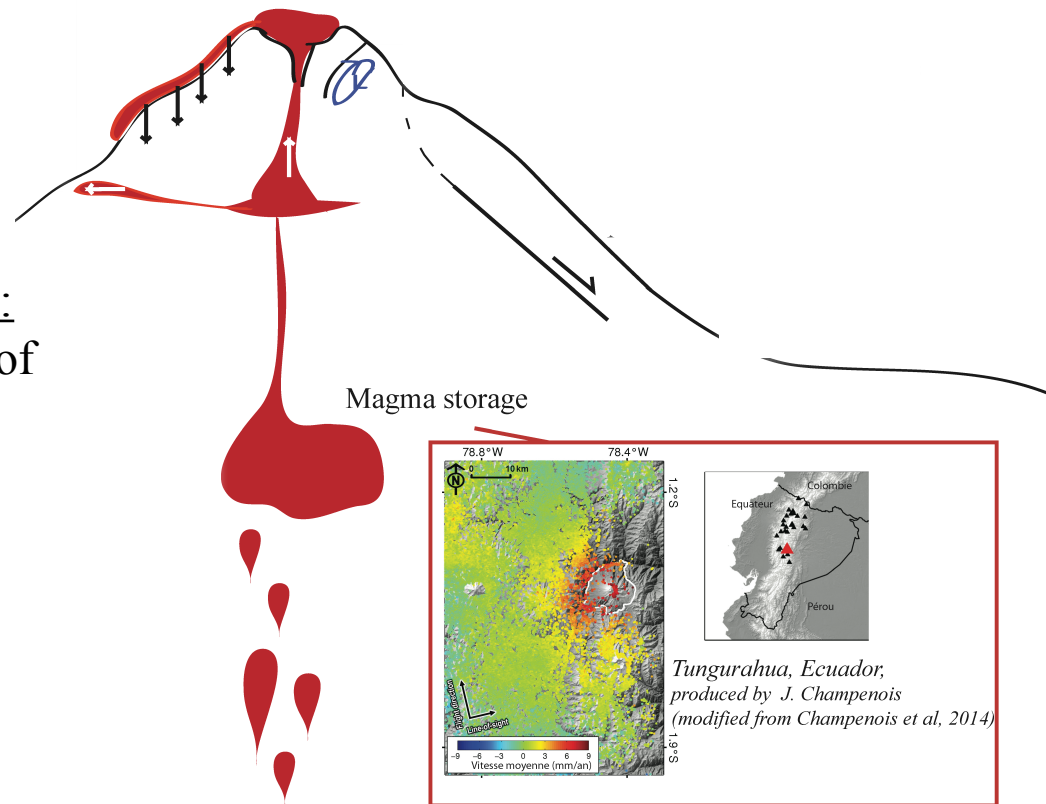 :
of
Magma storage
78.8°W
78.4°W
0 10 km
N
1.2°S
Colombie
Equateur
Pérou
Tungurahua, Ecuador,
produced by J. Champenois
(modified from Champenois et al, 2014)
Flight direction
Line-of-sight
1.9°S
−9 −6 −3 0 3 6 9
Vitesse moyenne (mm/an)